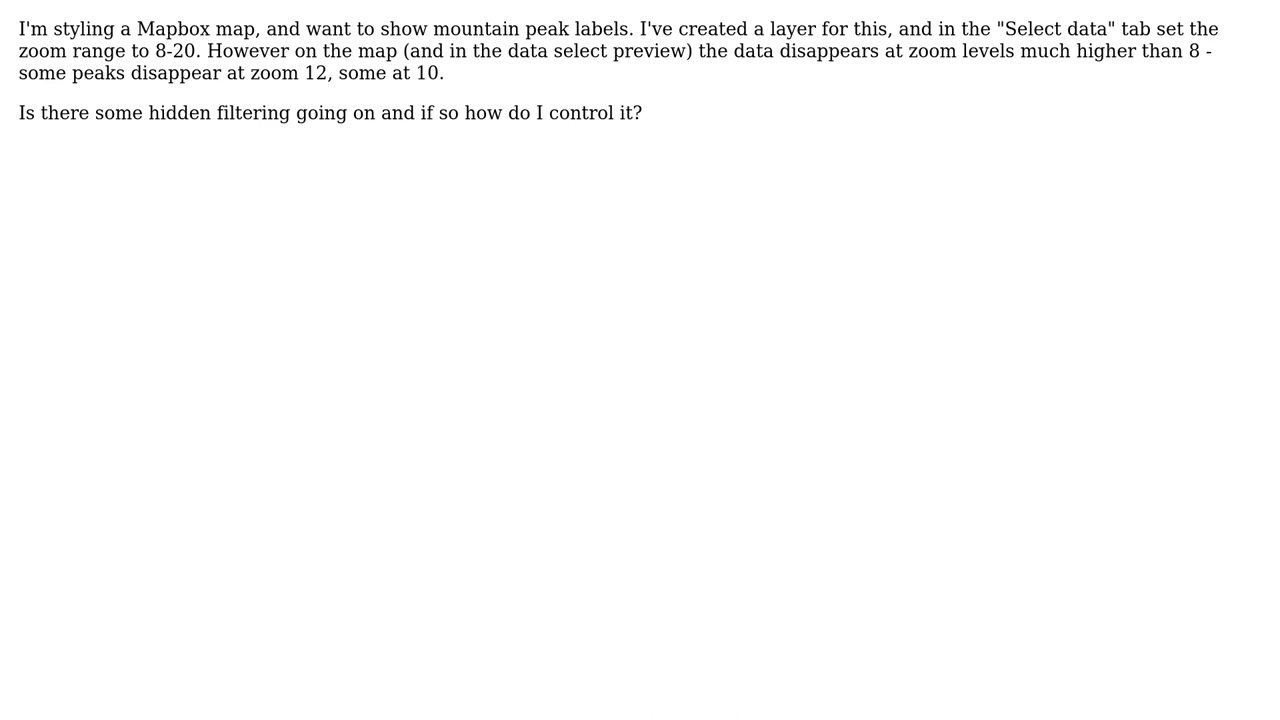 I'm styling a Mapbox map, and want to show mountain peak labels. I've created a layer for this, and in the "Select data" tab set the
zoom range to 8-20. However on the map (and in the data select preview) the data disappears at zoom levels much higher than 8 -
some peaks disappear at zoom 12, some at 10.
Is there some hidden filtering going on and if so how do I control it?